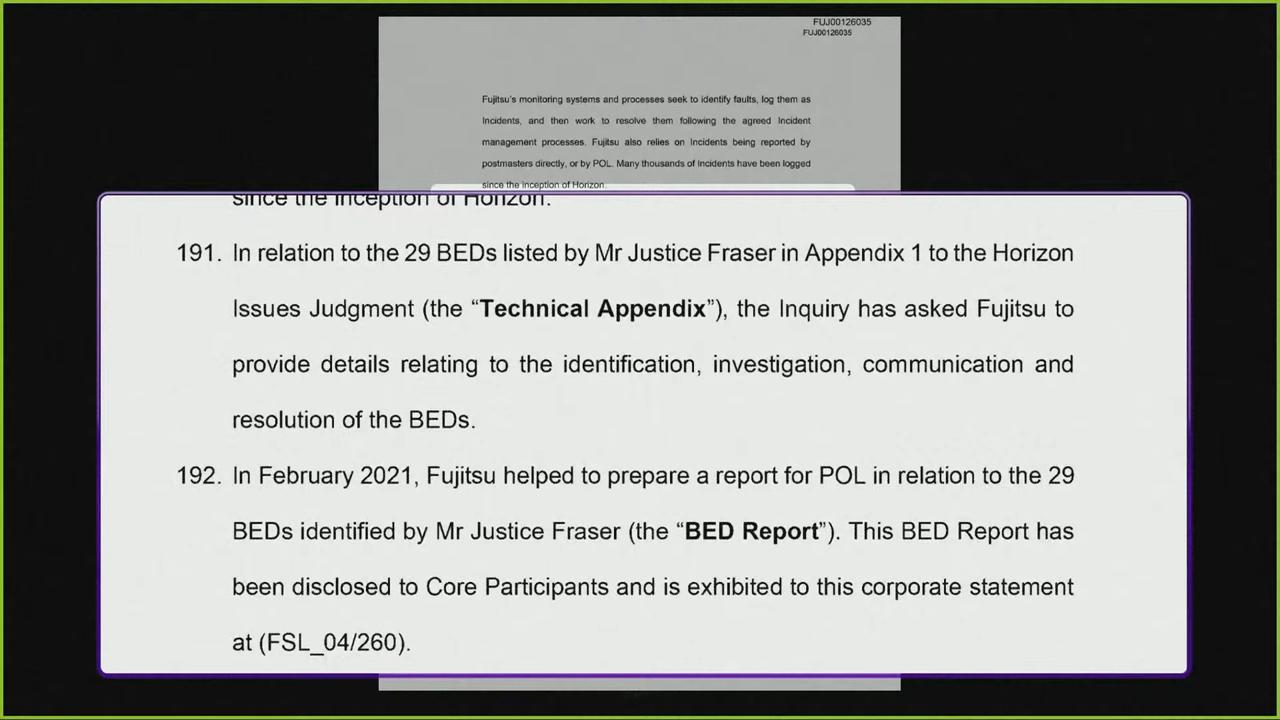 FUJ00126035
FUJ00126035
Fujitsu's monitoring systems and processes seek to identify faults, log them as
Incidents, and then work to resolve them following the agreed Incident
management processes. Fujitsu also relies on Incidents being reported by
postmasters directly, or by POL. Many thousands of Incidents have been logged
since the inception of Horizon.
since the inception of Horizon.
191. In relation to the 29 BEDs listed by Mr Justice Fraser in Appendix 1 to the Horizon
Issues Judgment (the “Technical Appendix”), the Inquiry has asked Fujitsu to
provide details relating to the identification, investigation, communication and
resolution of the BEDs.
192. In February 2021, Fujitsu helped to prepare a report for POL in relation to the 29
BEDs identified by Mr Justice Fraser (the “BED Report”). This BED Report has
been disclosed to Core Participants and is exhibited to this corporate statement
at (FSL_04/260).